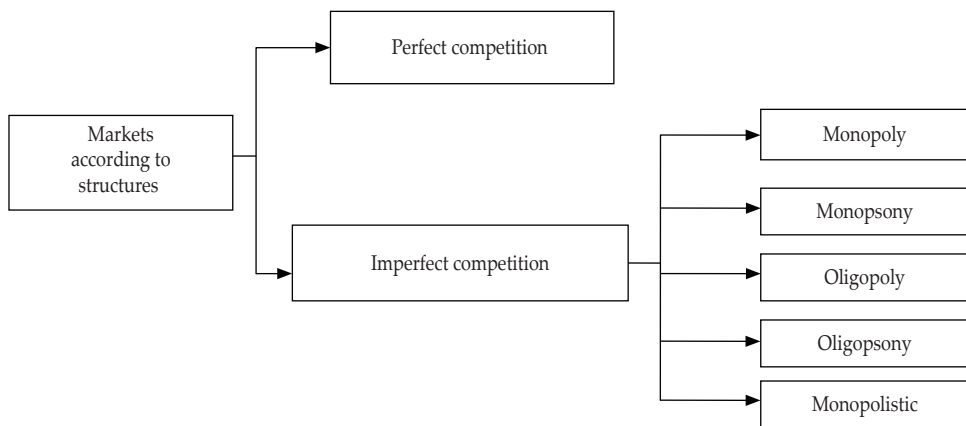 Perfect competition
Markets
according to
structures
Imperfect competition
Monopoly
Monopsony
Oligopoly
Oligopsony
Monopolistic